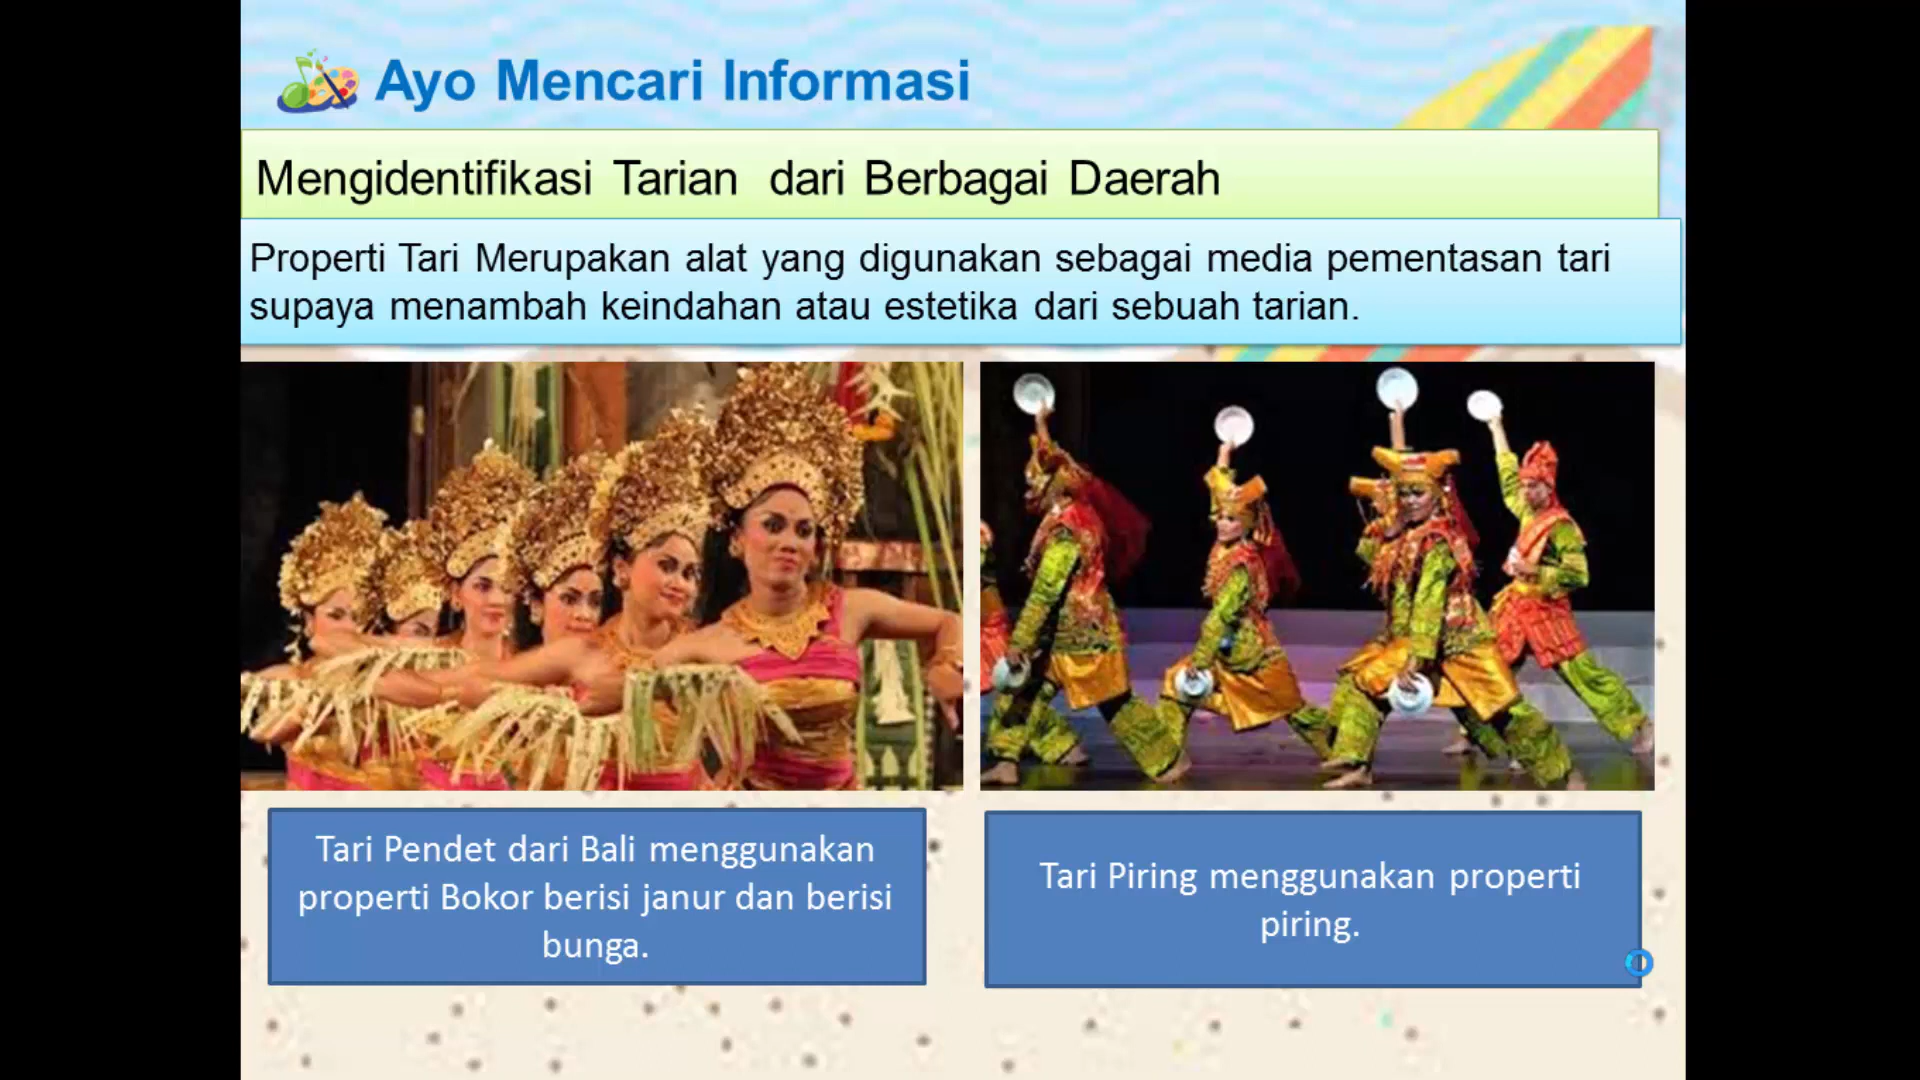 Ayo Mencari Informasi
Mengidentifikasi Tarian dari Berbagai Daerah
Properti Tari Merupakan alat yang digunakan sebagai media pementasan tari
supaya menambah keindahan atau estetika dari sebuah tarian.
Tari Pendet dari Bali menggunakan
properti Bokor berisi janur dan berisi
bunga.
Tari Piring menggunakan properti
piring.